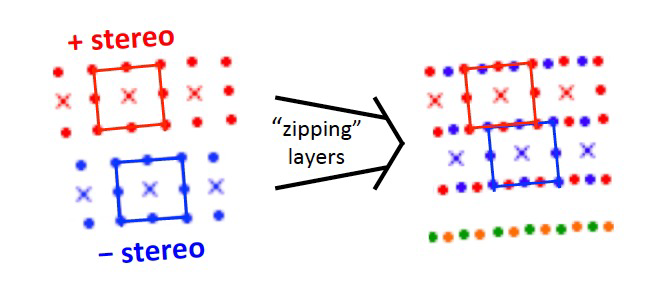 + stereo
"zipping"
layers
− stereo